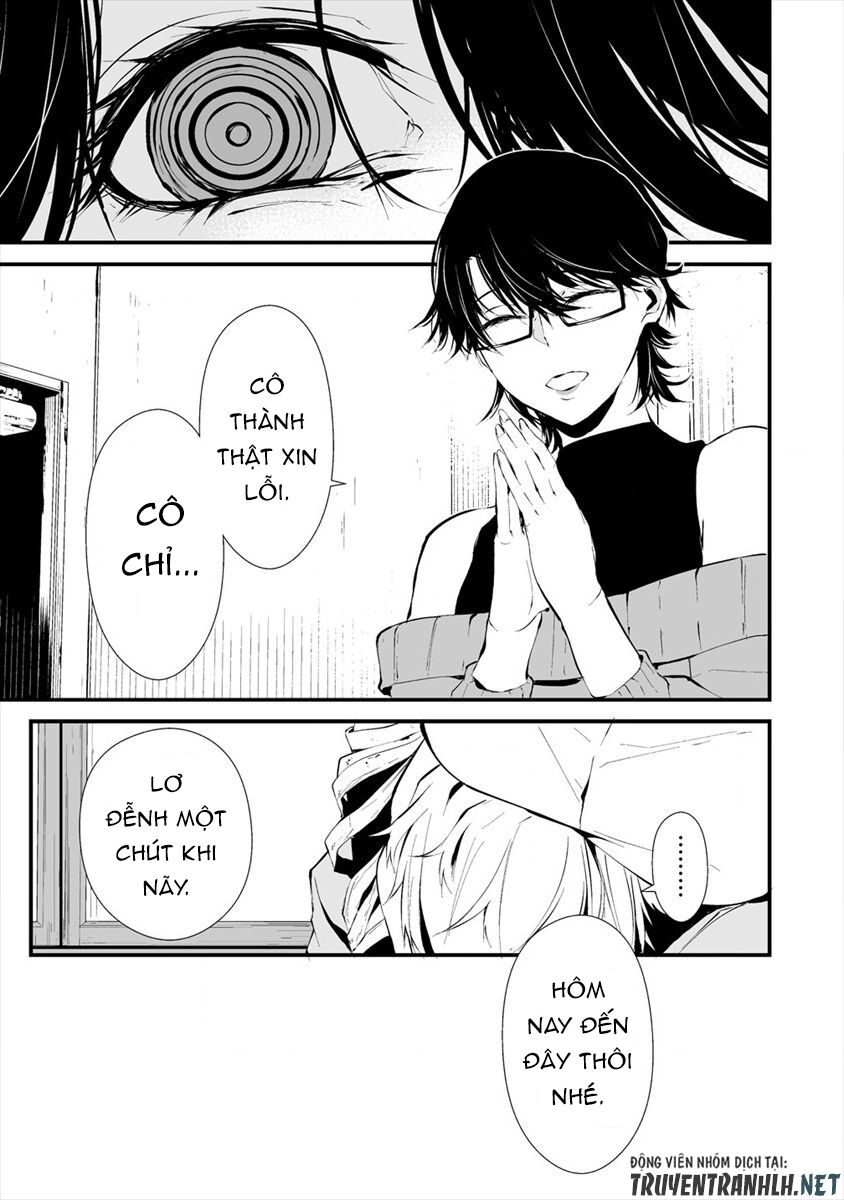 CÔ
THÀNH
THẬT XIN
LỖI.
CÔ
CHỈ...
........
LƠ
ĐỄNH MỘT
CHÚT KHI
NÃY.
HÔM
NAY ĐẾN
ĐÂY THÔI
NHÉ.
ĐỘNG VIÊN NHÓM DỊCH TẠI:
TRUYENTRANHLH.NET